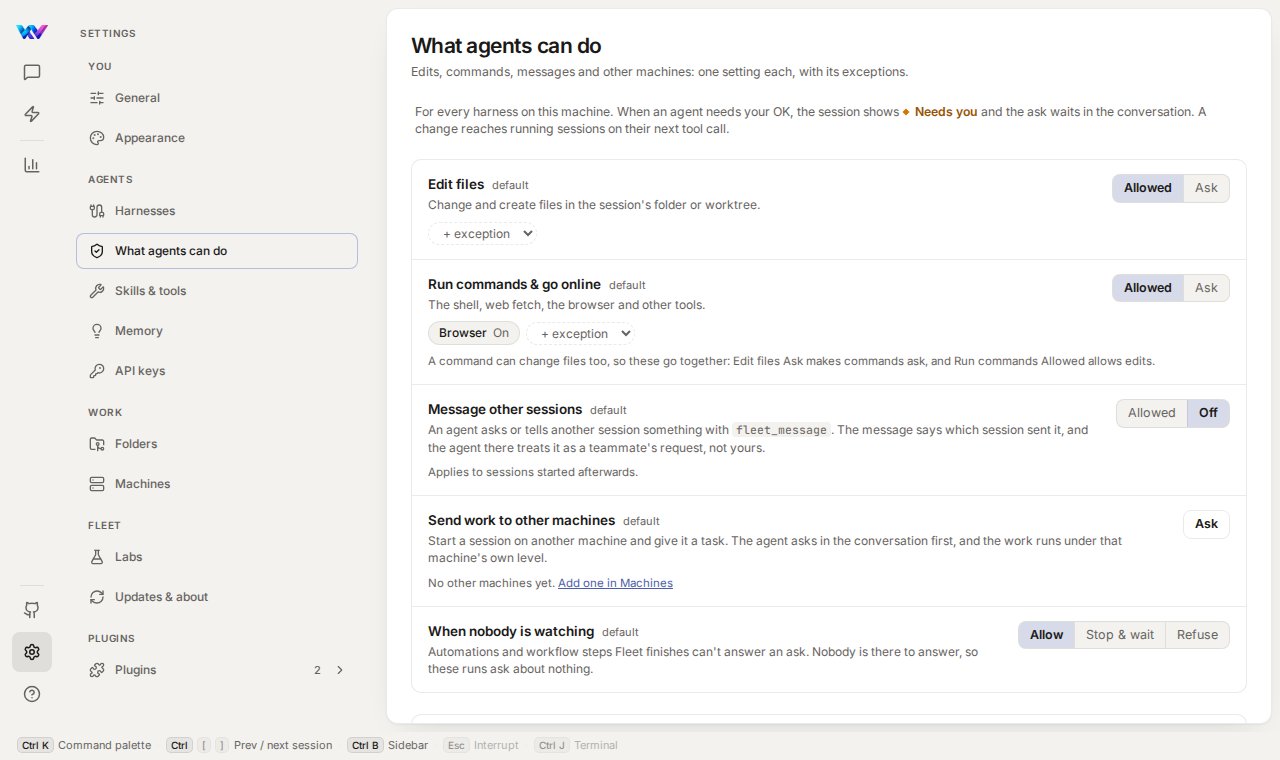 SETTINGS
YOU
General
Appearance
AGENTS
Harnesses
What agents can do
Skills & tools
Memory
API keys
WORK
Folders
Machines
FLEET
Labs
Updates & about
PLUGINS
Plugins 2
What agents can do
Edits, commands, messages and other machines: one setting each, with its exceptions.
For every harness on this machine. When an agent needs your OK, the session shows ◆ Needs you and the ask waits in the conversation. A
change reaches running sessions on their next tool call.
Edit files default
Allowed Ask
Change and create files in the session's folder or worktree.
+ exception
Run commands & go online default
Allowed Ask
The shell, web fetch, the browser and other tools.
Browser On + exception
A command can change files too, so these go together: Edit files Ask makes commands ask, and Run commands Allowed allows edits.
Message other sessions default
Allowed Off
An agent asks or tells another session something with fleet_message. The message says which session sent it, and
the agent there treats it as a teammate's request, not yours.
Applies to sessions started afterwards.
Send work to other machines default
Ask
Start a session on another machine and give it a task. The agent asks in the conversation first, and the work runs under that
machine's own level.
No other machines yet. Add one in Machines
When nobody is watching default
Allow Stop & wait Refuse
Automations and workflow steps Fleet finishes can't answer an ask. Nobody is there to answer, so
these runs ask about nothing.
Ctrl K Command palette Ctrl [ ] Prev / next session Ctrl B Sidebar Esc Interrupt Ctrl J Terminal